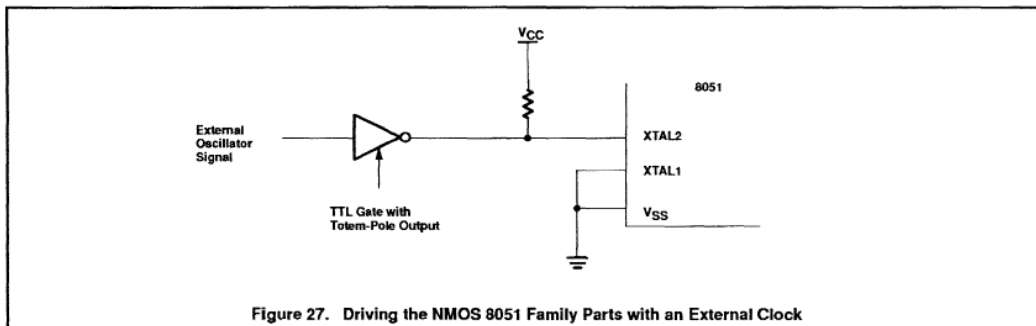 VCC
8051
External
Oscillator
Signal
XTAL2
XTAL1
TTL Gate with
Totem-Pole Output
VSS
Figure 27. Driving the NMOS 8051 Family Parts with an External Clock